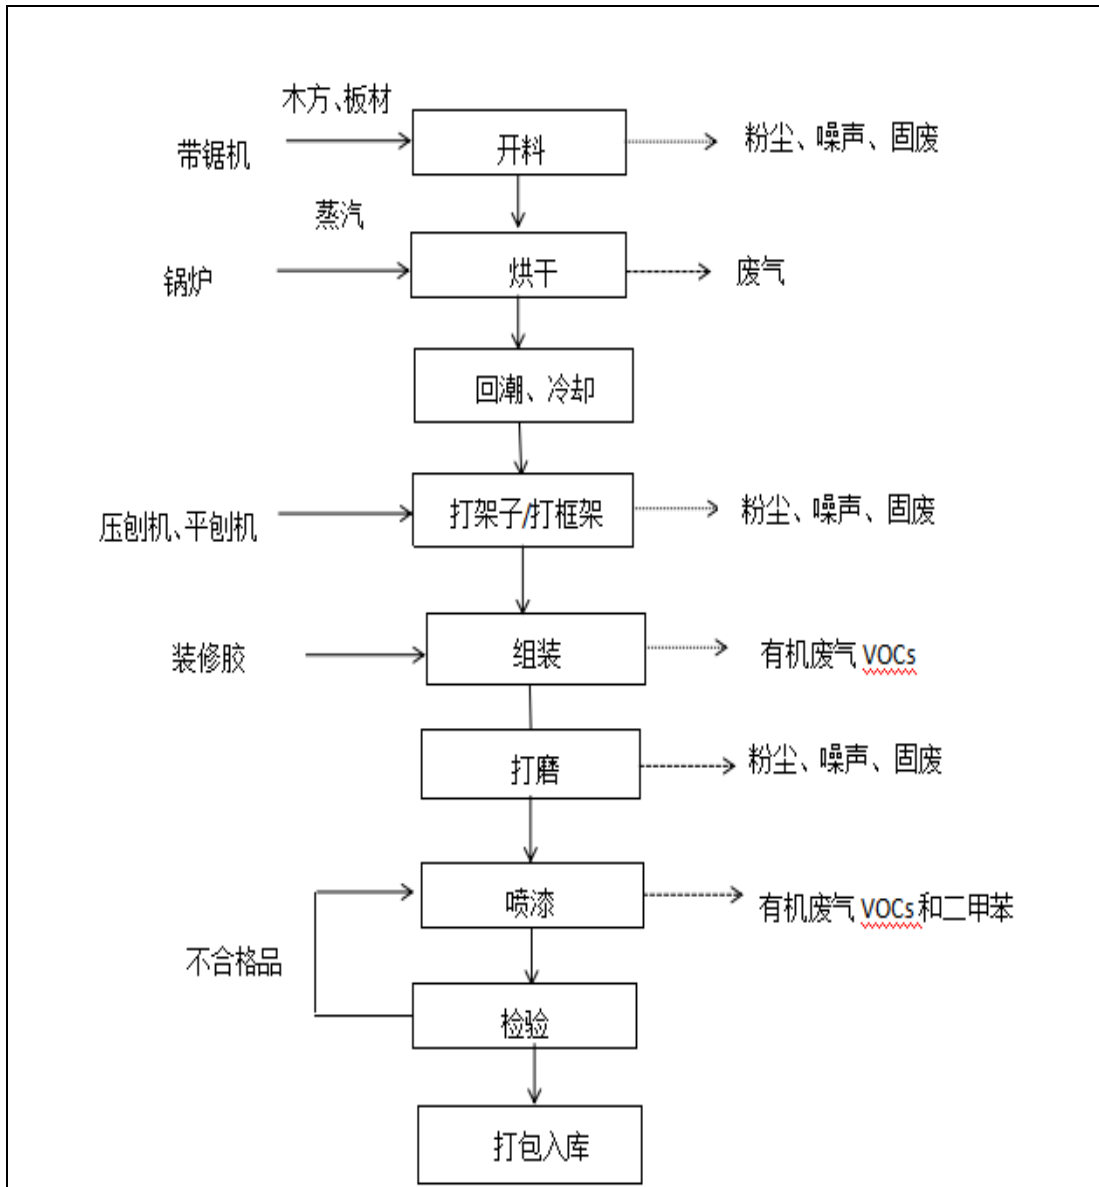 木方、板材
带锯机
开料
粉尘、噪声、固废
蒸汽
锅炉
烘干
废气
回潮、冷却
压刨机、平刨机
打架子/打框架
粉尘、噪声、固废
装修胶
组装
有机废气 VOCs
打磨
粉尘、噪声、固废
喷漆
有机废气 VOCs 和二甲苯
不合格品
检验
打包入库